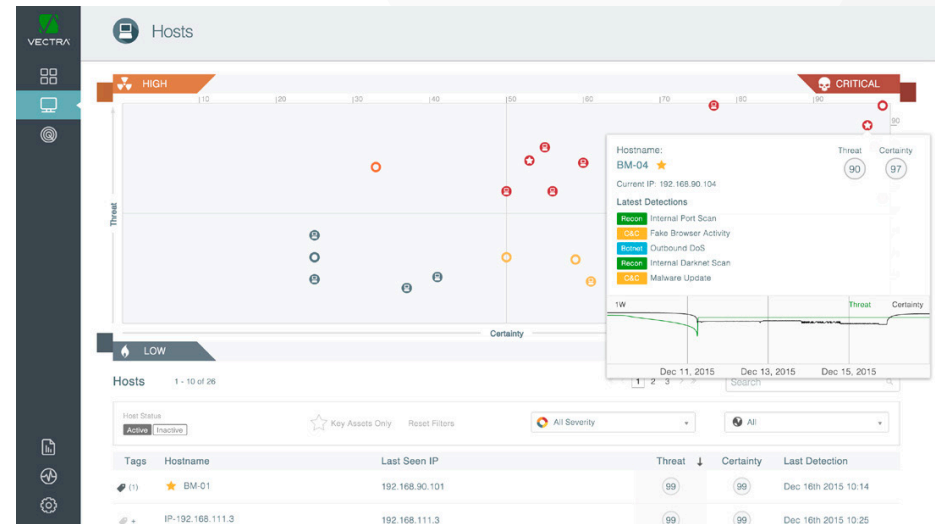 VECTRA
Hosts
HIGH
CRITICAL
|10 |20 |30 |40 |50 |60 |70 |80 |90
90
Threat
Certainty
LOW
Hostname:
Threat Certainty
BM-04
90 97
Current IP: 192.168.90.104
Latest Detections
Recon Internal Port Scan
C&C Fake Browser Activity
Botnet Outbound DoS
Recon Internal Darknet Scan
C&C Malware Update
1W Threat Certainty
Dec 11, 2015 Dec 13, 2015 Dec 15, 2015
Hosts 1 - 10 of 26
1 2 3 > » Search
Host Status
Active Inactive
Key Assets Only Reset Filters All Severity All
Tags Hostname Last Seen IP Threat ↓ Certainty Last Detection
(1) BM-01 192.168.90.101 99 99 Dec 16th 2015 10:14
+ IP-192.168.111.3 192.168.111.3 99 99 Dec 16th 2015 10:25